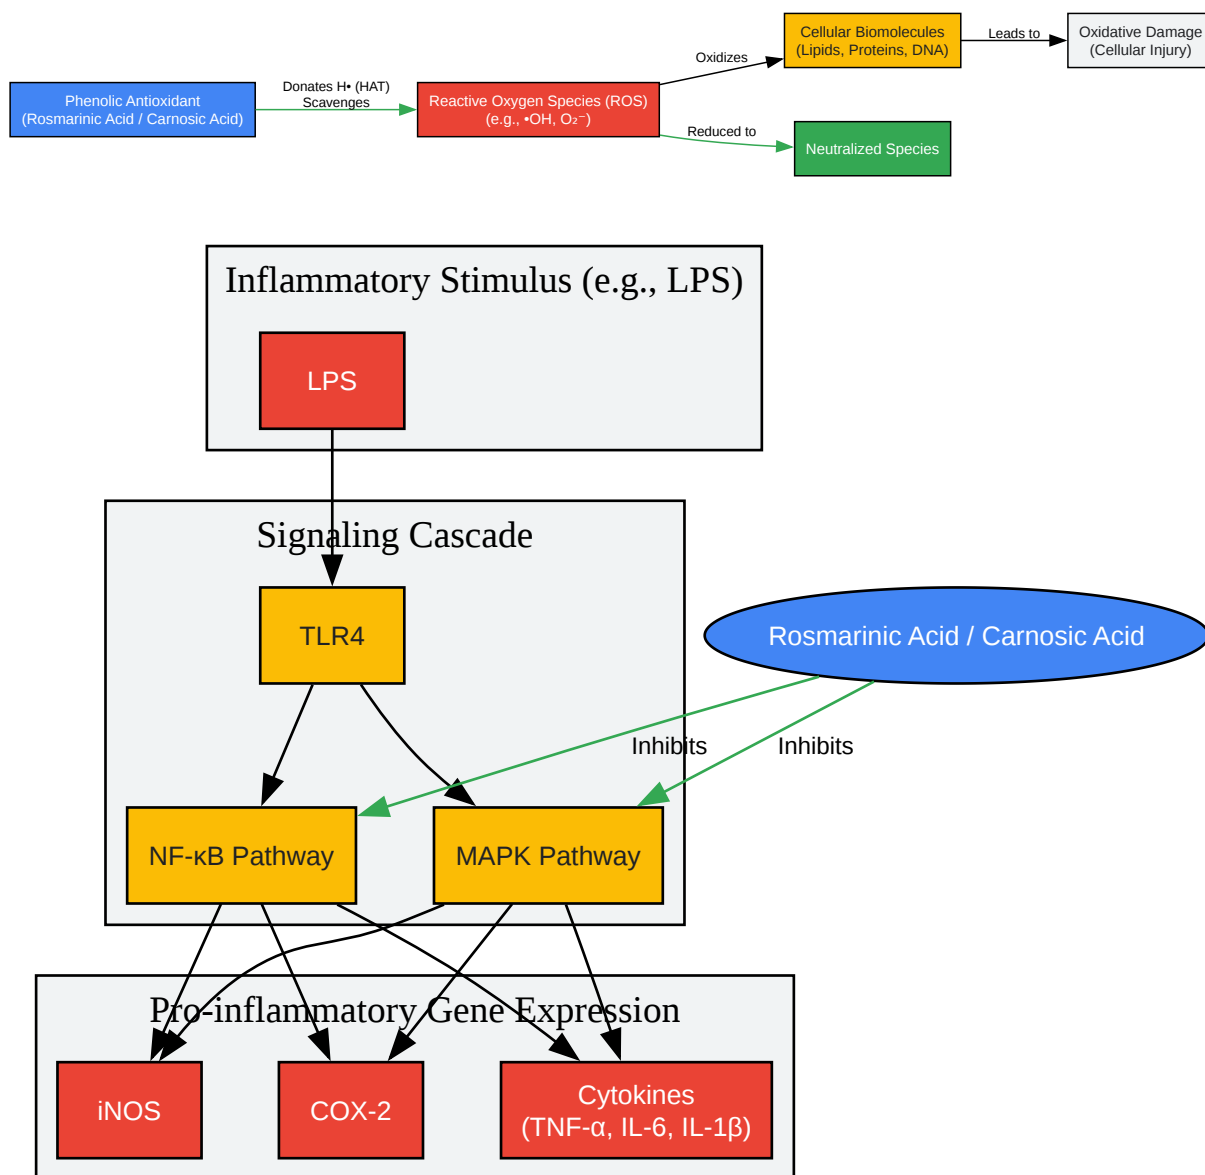 Phenolic Antioxidant
(Rosmarinic Acid / Carnosic Acid)
Donates H• (HAT)
Scavenges
Reactive Oxygen Species (ROS)
(e.g., •OH, O₂⁻)
Oxidizes
Reduced to
Cellular Biomolecules
(Lipids, Proteins, DNA)
Leads to
Oxidative Damage
(Cellular Injury)
Neutralized Species
Inflammatory Stimulus (e.g., LPS)
LPS
Signaling Cascade
TLR4
Rosmarinic Acid / Carnosic Acid
Inhibits
Inhibits
NF-κB Pathway
MAPK Pathway
Pro-inflammatory Gene Expression
iNOS
COX-2
Cytokines
(TNF-α, IL-6, IL-1β)